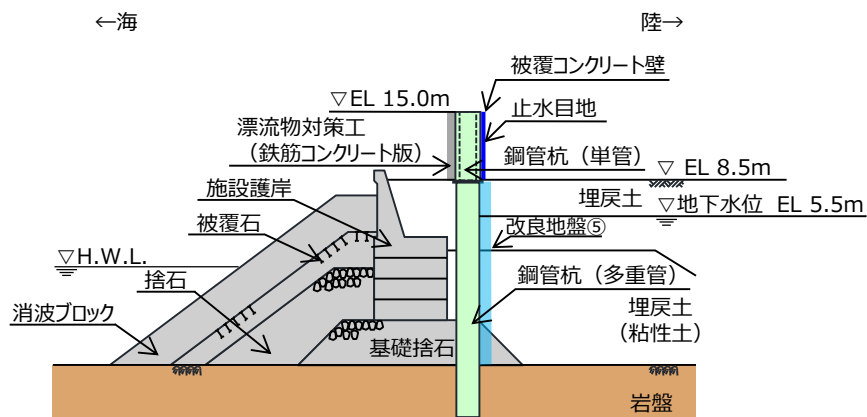 ←海
陸→
被覆コンクリート壁
▽EL 15.0m
止水目地
漂流物対策工
(鉄筋コンクリート版)
鋼管杭（単管）
▽ EL 8.5m
施設護岸
埋戻土
▽地下水位 EL 5.5m
被覆石
改良地盤⑤
▽H.W.L.
捨石
鋼管杭（多重管）
消波ブロック
埋戻土
(粘性土)
基礎捨石
岩盤